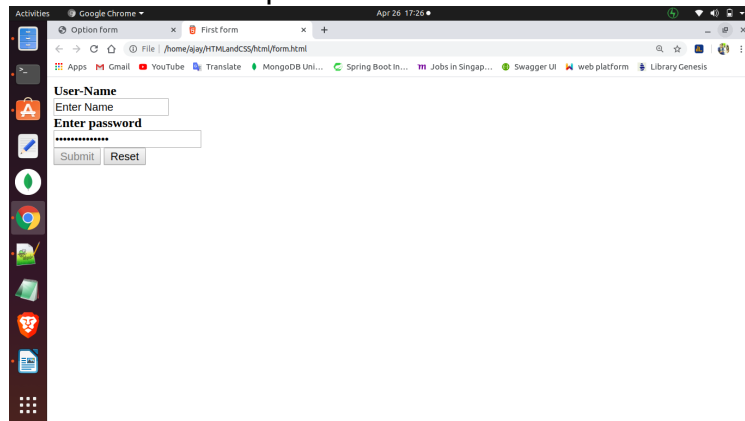 Activities Google Chrome Apr 26 17:26
Option form × First form × +
File /home/ajay/HTMLandCSS/html/form.html
Apps Gmail YouTube Translate MongoDB Uni... Spring Boot In... Jobs in Singap... Swagger UI web platform Library Genesis
User-Name
Enter Name
Enter password
••••••••••••••
Submit Reset